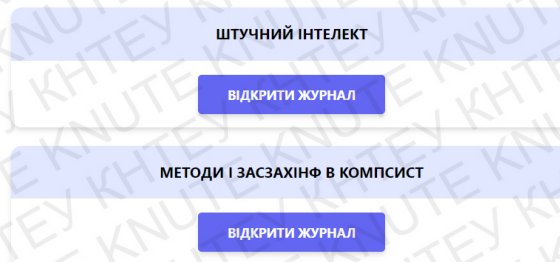 ШТУЧНИЙ ІНТЕЛЕКТ
ВІДКРИТИ ЖУРНАЛ
МЕТОДИ І ЗАСЗАХІНФ В КОМПСИСТ
ВІДКРИТИ ЖУРНАЛ